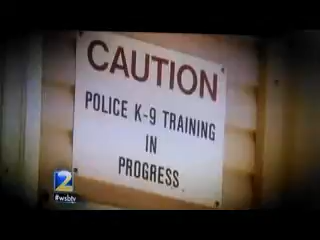 CAUTION
POLICE K-9 TRAINING
IN
PROGRESS
2
#wsbtv